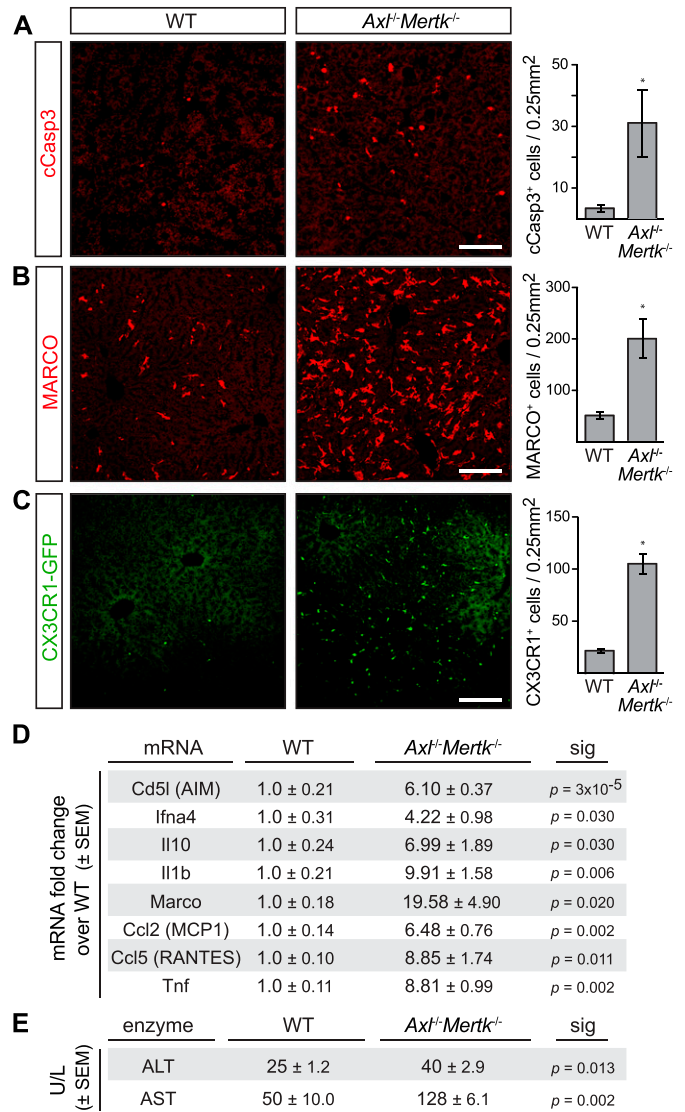 WT
Axl-/-Mertk-/-
A
cCasp3
cCasp3+ cells / 0.25mm2
50
30
10
*
WT
Axl-/-
Mertk-/-
B
MARCO
MARCO+ cells / 0.25mm2
300
200
100
*
WT
Axl-/-
Mertk-/-
C
CX3CR1-GFP
CX3CR1+ cells / 0.25mm2
150
100
50
*
WT
Axl-/-
Mertk-/-
D
mRNA fold change
over WT (± SEM)
mRNA WT Axl-/-Mertk-/- sig
Cd5l (AIM) 1.0 ± 0.21 6.10 ± 0.37 p = 3x10-5
Ifna4 1.0 ± 0.31 4.22 ± 0.98 p = 0.030
Il10 1.0 ± 0.24 6.99 ± 1.89 p = 0.030
Il1b 1.0 ± 0.21 9.91 ± 1.58 p = 0.006
Marco 1.0 ± 0.18 19.58 ± 4.90 p = 0.020
Ccl2 (MCP1) 1.0 ± 0.14 6.48 ± 0.76 p = 0.002
Ccl5 (RANTES) 1.0 ± 0.10 8.85 ± 1.74 p = 0.011
Tnf 1.0 ± 0.11 8.81 ± 0.99 p = 0.002
E
U/L
(± SEM)
enzyme WT Axl-/-Mertk-/- sig
ALT 25 ± 1.2 40 ± 2.9 p = 0.013
AST 50 ± 10.0 128 ± 6.1 p = 0.002